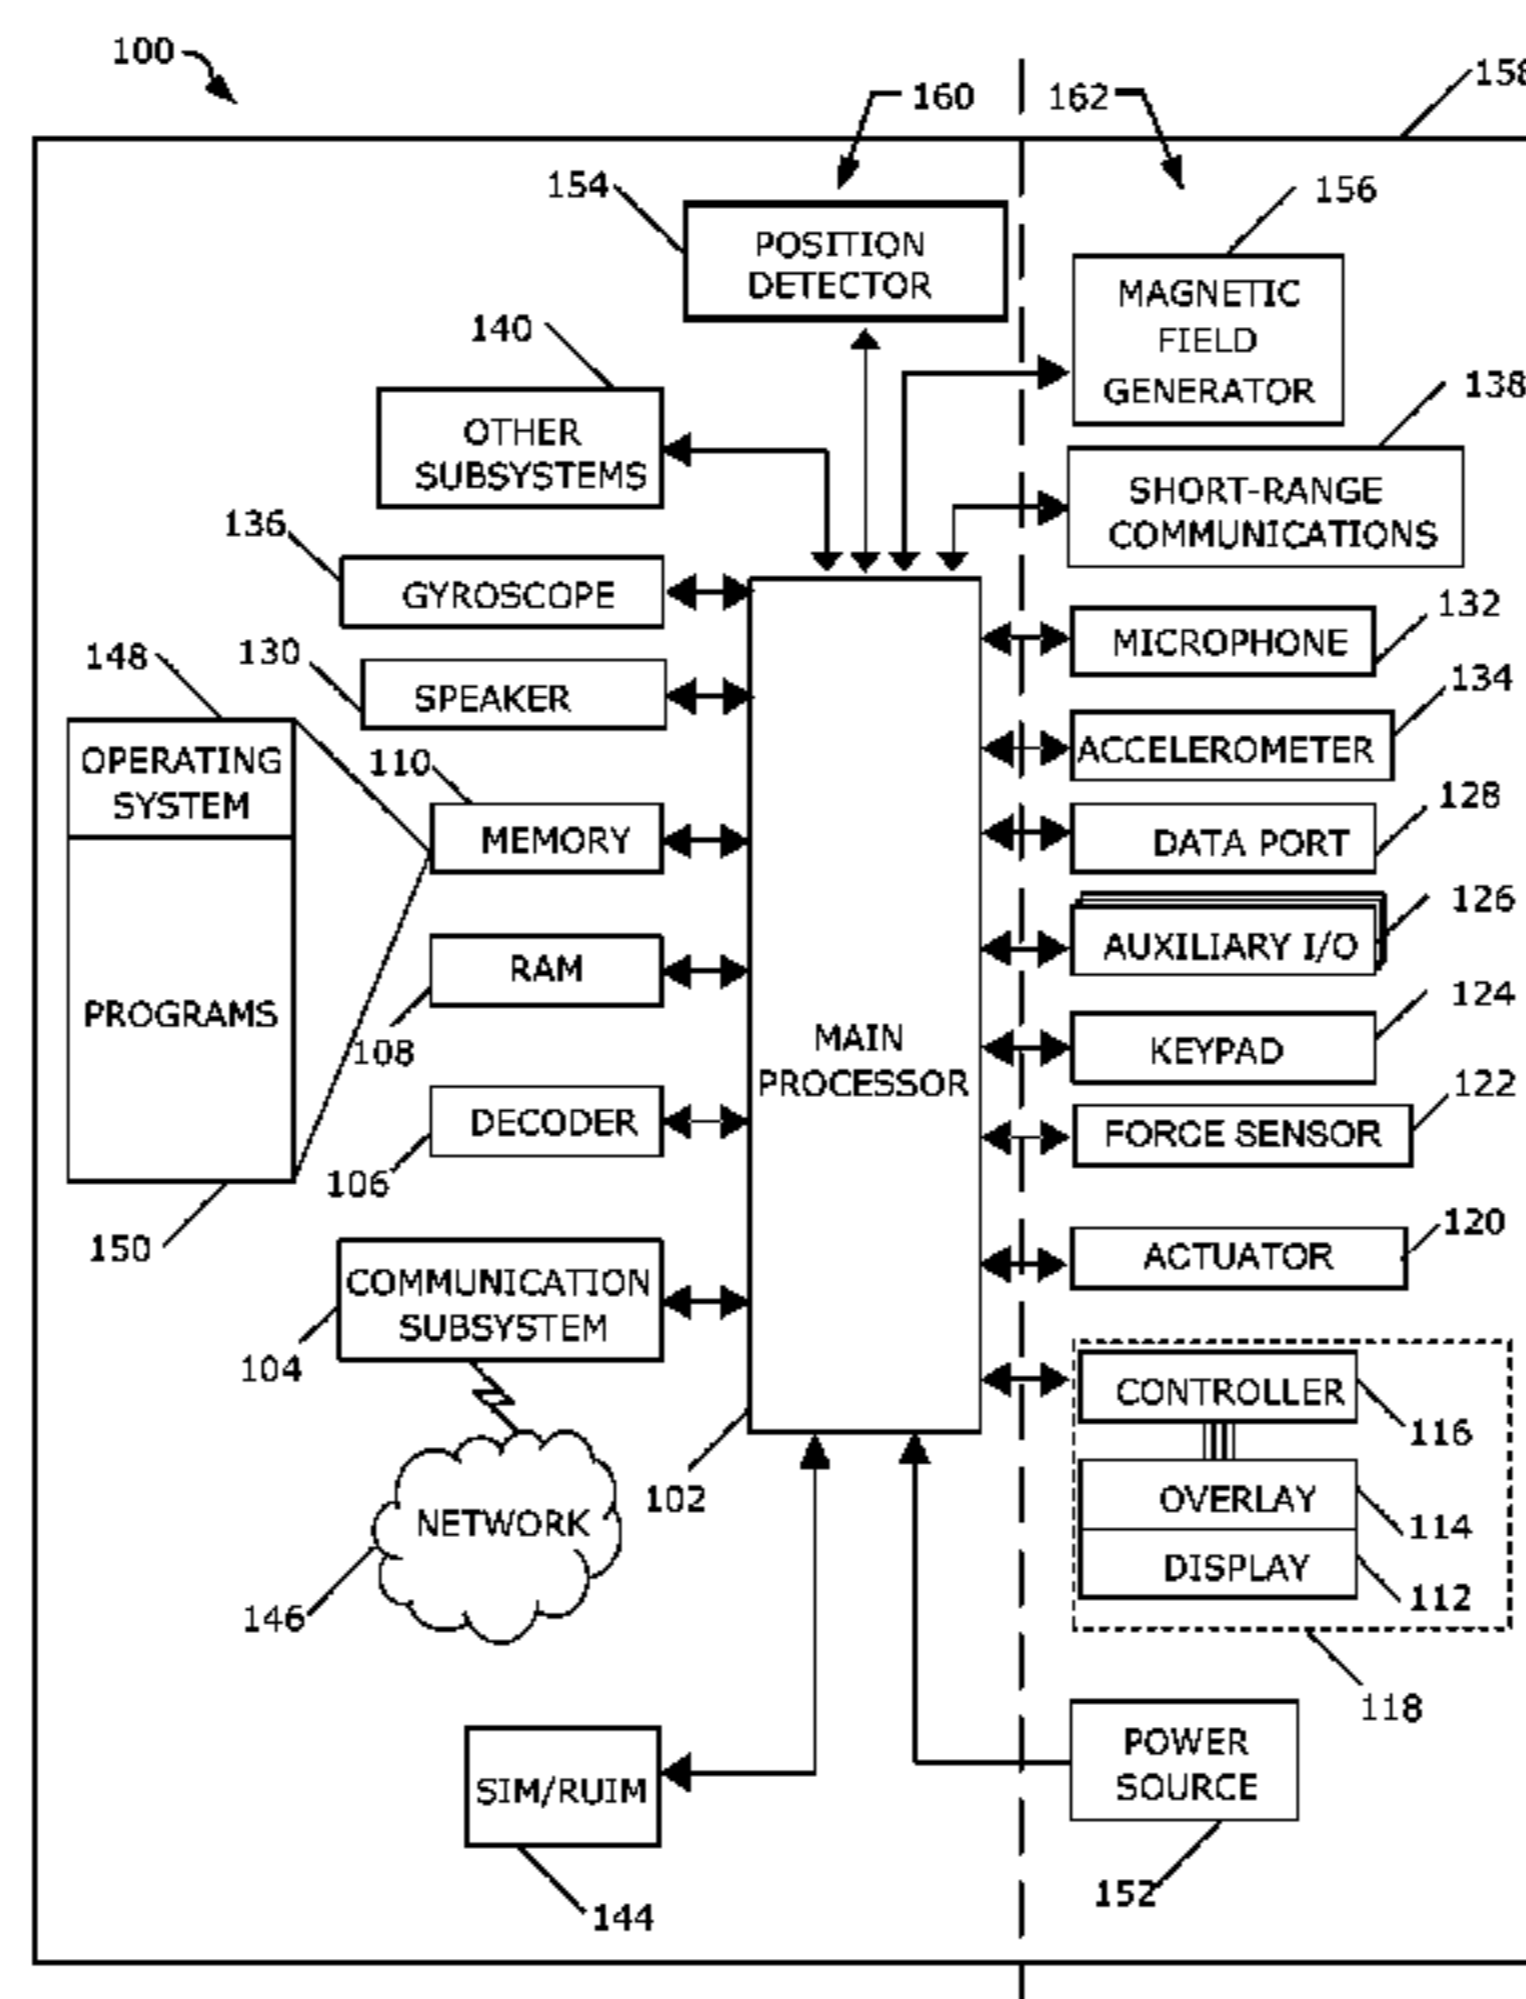 100
160
162
158
154
POSITION
DETECTOR
156
MAGNETIC
FIELD
GENERATOR
140
OTHER
SUBSYSTEMS
138
SHORT-RANGE
COMMUNICATIONS
136
GYROSCOPE
132
MICROPHONE
148
130
SPEAKER
134
ACCELEROMETER
OPERATING
SYSTEM
110
MEMORY
128
DATA PORT
126
AUXILIARY I/O
RAM
108
PROGRAMS
MAIN
PROCESSOR
124
KEYPAD
DECODER
106
122
FORCE SENSOR
150
120
ACTUATOR
COMMUNICATION
SUBSYSTEM
104
CONTROLLER
116
102
NETWORK
146
OVERLAY
114
DISPLAY
112
118
SIM/RUIM
144
POWER
SOURCE
152